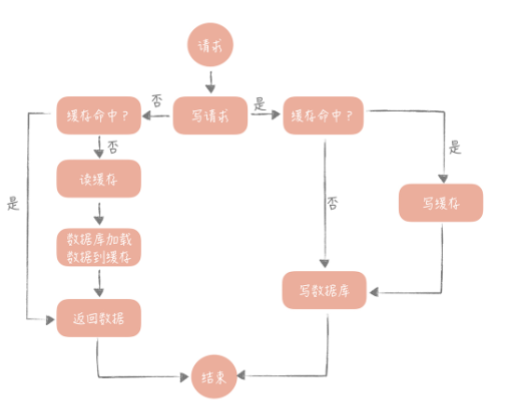 请求
否
是
缓存命中？
写请求
缓存命中？
否
是
读缓存
是
否
写缓存
数据库加载
数据到缓存
写数据库
返回数据
结束